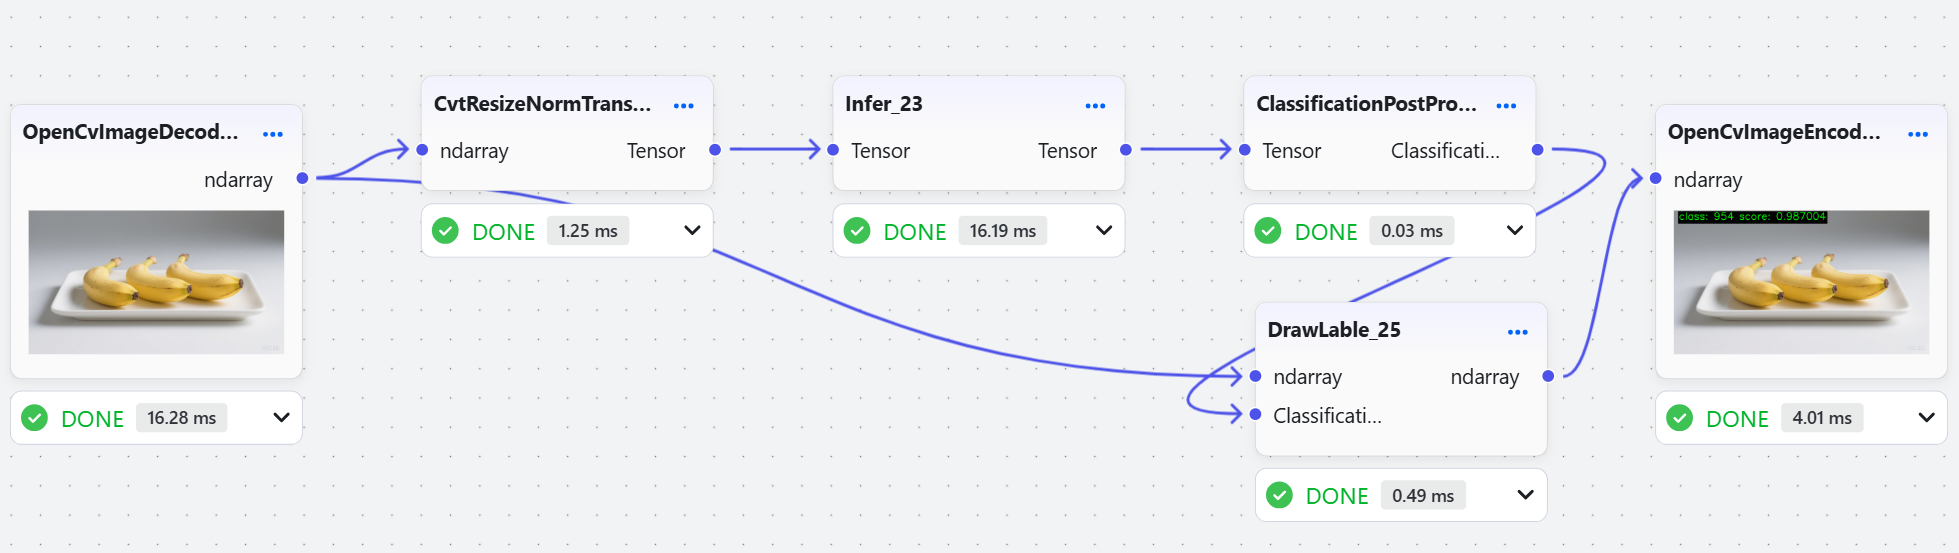 OpenCvImageDecod... ...
ndarray
DONE 16.28 ms
CvtResizeNormTrans... ...
ndarray Tensor
DONE 1.25 ms
Infer_23 ...
Tensor Tensor
DONE 16.19 ms
ClassificationPostPro... ...
Tensor Classificati...
DONE 0.03 ms
DrawLable_25 ...
ndarray ndarray
Classificati...
DONE 0.49 ms
OpenCvImageEncod... ...
ndarray
class: 954 score: 0.987004
DONE 4.01 ms